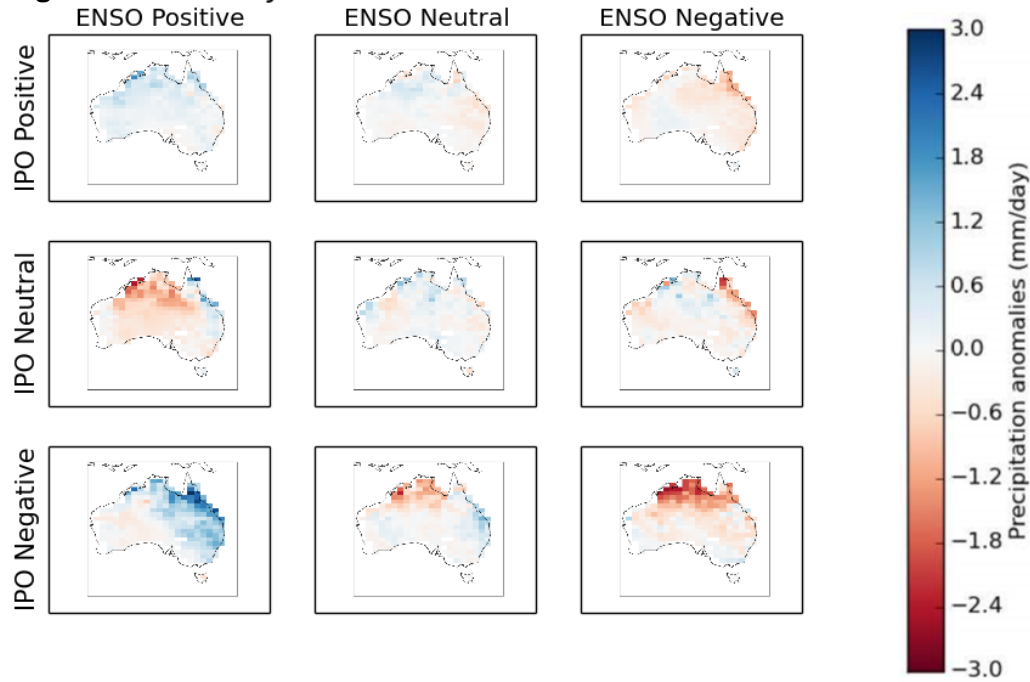 ENSO Positive
ENSO Neutral
ENSO Negative
IPO Positive
IPO Neutral
IPO Negative
3.0
2.4
1.8
1.2
0.6
0.0
−0.6
−1.2
−1.8
−2.4
−3.0
Precipitation anomalies (mm/day)